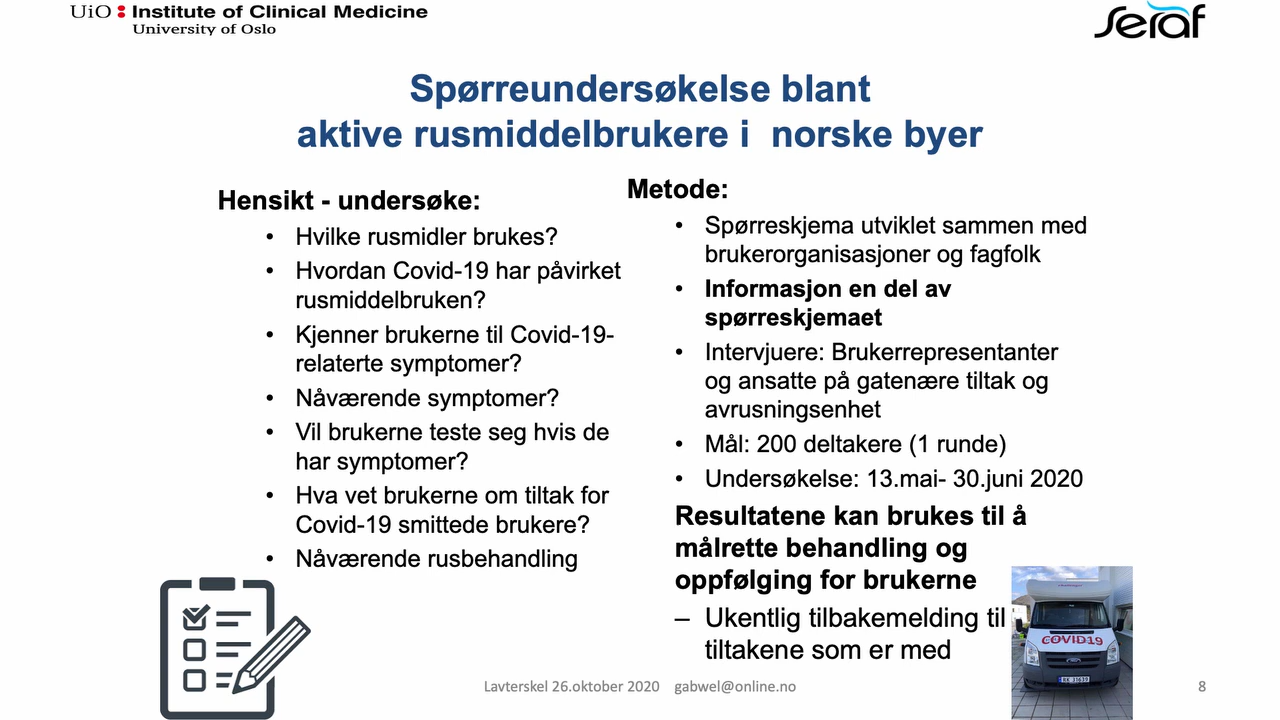 UiO Institute of Clinical Medicine
University of Oslo
seraf
Spørreundersøkelse blant
aktive rusmiddelbrukere i norske byer
Hensikt - undersøke:
• Hvilke rusmidler brukes?
• Hvordan Covid-19 har påvirket
rusmiddelbruken?
• Kjenner brukerne til Covid-19-
relaterte symptomer?
• Nåværende symptomer?
• Vil brukerne teste seg hvis de
har symptomer?
• Hva vet brukerne om tiltak for
Covid-19 smittede brukere?
• Nåværende rusbehandling
Metode:
• Spørreskjema utviklet sammen med
brukerorganisasjoner og fagfolk
• Informasjon en del av
spørreskjemaet
• Intervjuere: Brukerrepresentanter
og ansatte på gatenære tiltak og
avrusningsenhet
• Mål: 200 deltakere (1 runde)
• Undersøkelse: 13.mai- 30.juni 2020
Resultatene kan brukes til å
målrette behandling og
oppfølging for brukerne
– Ukentlig tilbakemelding til
tiltakene som er med
COVID19
Lavterskel 26.oktober 2020 gabwel@online.no
8